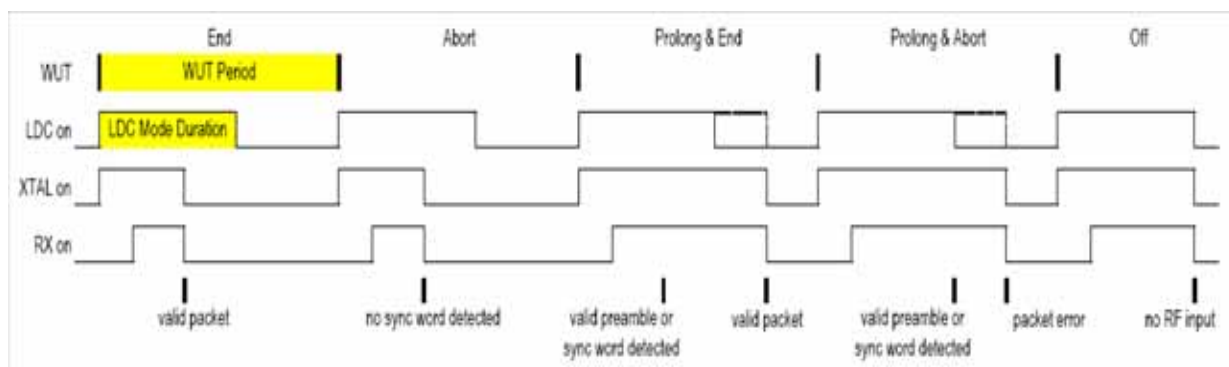 End Abort Prolong & End Prolong & Abort Off
WUT WUT Period
LDC on LDC Mode Duration
XTAL on
RX on
valid packet no sync word detected valid preamble or valid packet valid preamble or packet error no RF input
sync word detected sync word detected